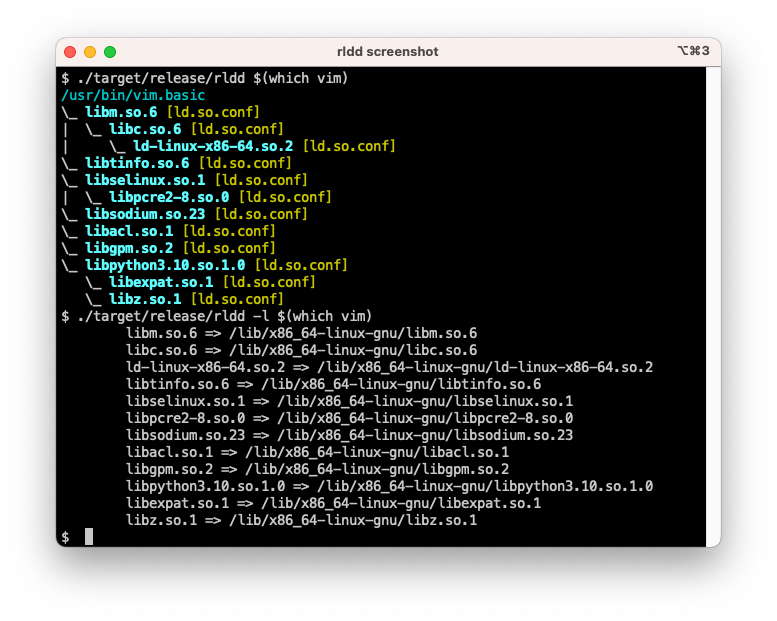 rldd screenshot ⌥⌘3
$ ./target/release/rldd $(which vim)
/usr/bin/vim.basic
\_ libm.so.6 [ld.so.conf]
|  \_ libc.so.6 [ld.so.conf]
|     \_ ld-linux-x86-64.so.2 [ld.so.conf]
\_ libtinfo.so.6 [ld.so.conf]
\_ libselinux.so.1 [ld.so.conf]
|  \_ libpcre2-8.so.0 [ld.so.conf]
\_ libsodium.so.23 [ld.so.conf]
\_ libacl.so.1 [ld.so.conf]
\_ libgpm.so.2 [ld.so.conf]
\_ libpython3.10.so.1.0 [ld.so.conf]
   \_ libexpat.so.1 [ld.so.conf]
   \_ libz.so.1 [ld.so.conf]
$ ./target/release/rldd -l $(which vim)
        libm.so.6 => /lib/x86_64-linux-gnu/libm.so.6
        libc.so.6 => /lib/x86_64-linux-gnu/libc.so.6
        ld-linux-x86-64.so.2 => /lib/x86_64-linux-gnu/ld-linux-x86-64.so.2
        libtinfo.so.6 => /lib/x86_64-linux-gnu/libtinfo.so.6
        libselinux.so.1 => /lib/x86_64-linux-gnu/libselinux.so.1
        libpcre2-8.so.0 => /lib/x86_64-linux-gnu/libpcre2-8.so.0
        libsodium.so.23 => /lib/x86_64-linux-gnu/libsodium.so.23
        libacl.so.1 => /lib/x86_64-linux-gnu/libacl.so.1
        libgpm.so.2 => /lib/x86_64-linux-gnu/libgpm.so.2
        libpython3.10.so.1.0 => /lib/x86_64-linux-gnu/libpython3.10.so.1.0
        libexpat.so.1 => /lib/x86_64-linux-gnu/libexpat.so.1
        libz.so.1 => /lib/x86_64-linux-gnu/libz.so.1
$